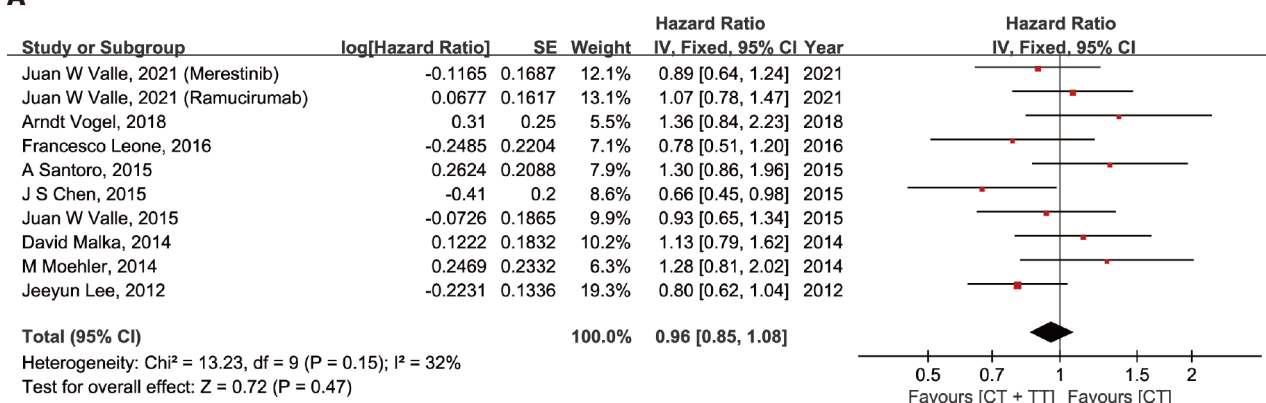 A
Hazard Ratio Hazard Ratio
Study or Subgroup log[Hazard Ratio] SE Weight IV, Fixed, 95% CI Year IV, Fixed, 95% CI
Juan W Valle, 2021 (Merestinib) -0.1165 0.1687 12.1% 0.89 [0.64, 1.24] 2021
Juan W Valle, 2021 (Ramucirumab) 0.0677 0.1617 13.1% 1.07 [0.78, 1.47] 2021
Arndt Vogel, 2018 0.31 0.25 5.5% 1.36 [0.84, 2.23] 2018
Francesco Leone, 2016 -0.2485 0.2204 7.1% 0.78 [0.51, 1.20] 2016
A Santoro, 2015 0.2624 0.2088 7.9% 1.30 [0.86, 1.96] 2015
J S Chen, 2015 -0.41 0.2 8.6% 0.66 [0.45, 0.98] 2015
Juan W Valle, 2015 -0.0726 0.1865 9.9% 0.93 [0.65, 1.34] 2015
David Malka, 2014 0.1222 0.1832 10.2% 1.13 [0.79, 1.62] 2014
M Moehler, 2014 0.2469 0.2332 6.3% 1.28 [0.81, 2.02] 2014
Jeeyun Lee, 2012 -0.2231 0.1336 19.3% 0.80 [0.62, 1.04] 2012
Total (95% CI) 100.0% 0.96 [0.85, 1.08]
Heterogeneity: Chi² = 13.23, df = 9 (P = 0.15); I² = 32%
Test for overall effect: Z = 0.72 (P = 0.47)
0.5 0.7 1 1.5 2
Favours [CT + TT] Favours [CT]